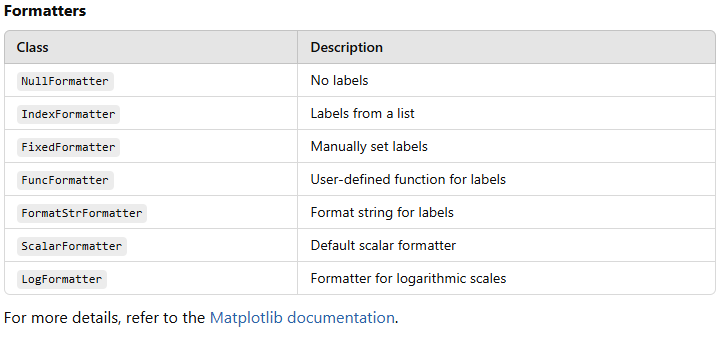 Formatters
Class Description
NullFormatter No labels
IndexFormatter Labels from a list
FixedFormatter Manually set labels
FuncFormatter User-defined function for labels
FormatStrFormatter Format string for labels
ScalarFormatter Default scalar formatter
LogFormatter Formatter for logarithmic scales
For more details, refer to the Matplotlib documentation.